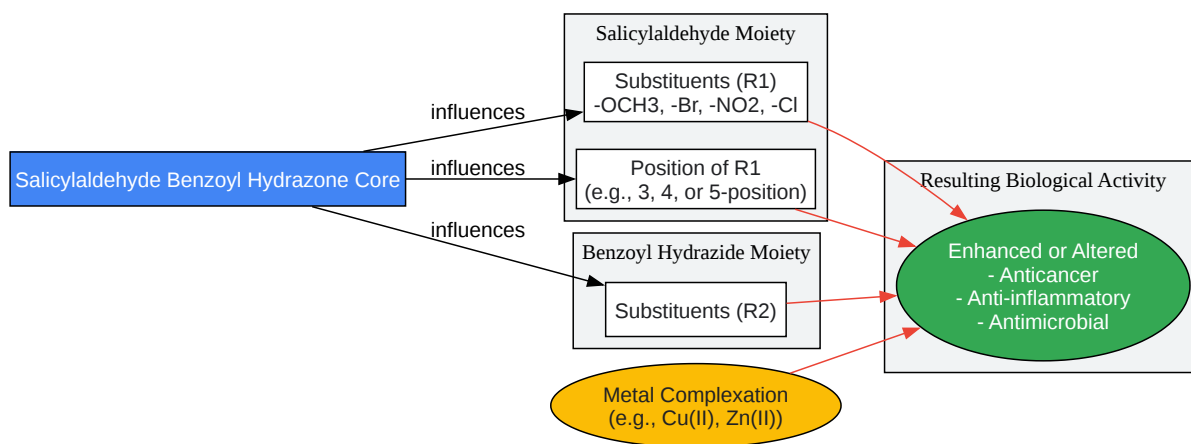 Salicylaldehyde Moiety
Substituents (R1)
-OCH3, -Br, -NO2, -Cl
influences
Salicylaldehyde Benzoyl Hydrazone Core
influences
Position of R1
(e.g., 3, 4, or 5-position)
influences
Benzoyl Hydrazide Moiety
Substituents (R2)
Resulting Biological Activity
Enhanced or Altered
- Anticancer
- Anti-inflammatory
- Antimicrobial
Metal Complexation
(e.g., Cu(II), Zn(II))